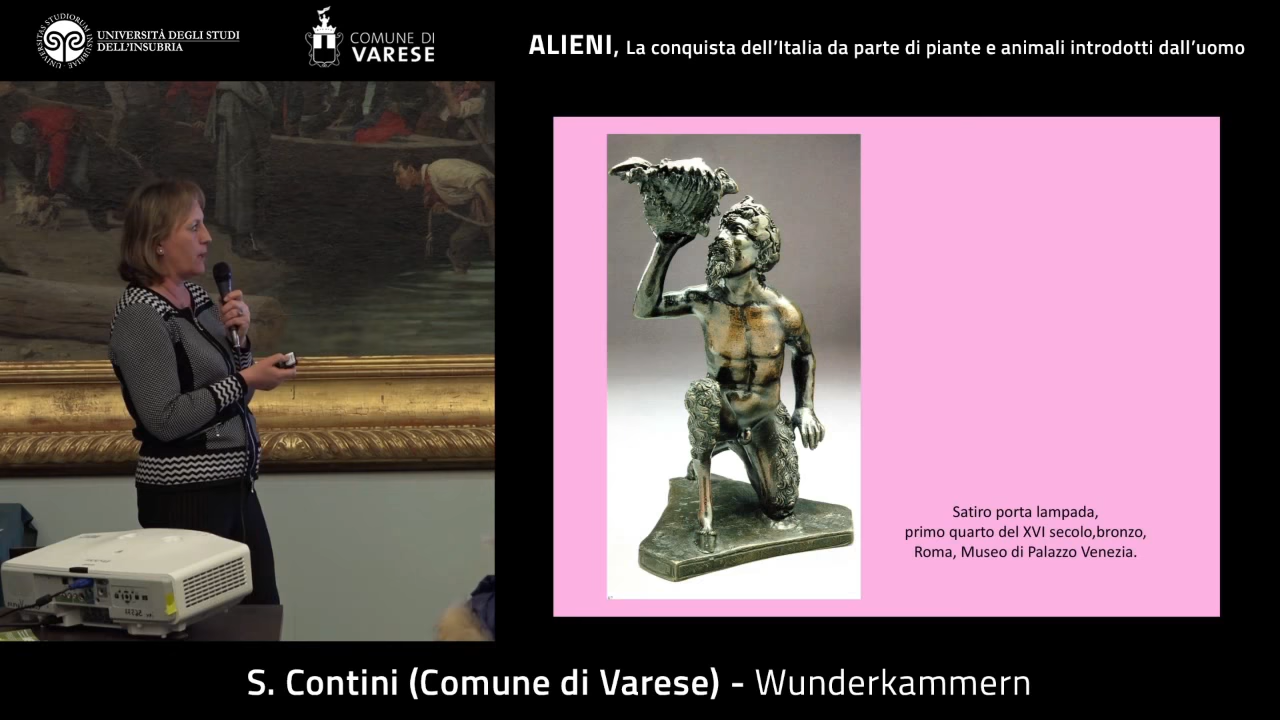 UNIVERSITÀ DEGLI STUDI
DELL'INSUBRIA
COMUNE DI
VARESE
ALIENI, La conquista dell'Italia da parte di piante e animali introdotti dall'uomo
Satiro porta lampada,
primo quarto del XVI secolo,bronzo,
Roma, Museo di Palazzo Venezia.
S. Contini (Comune di Varese) - Wunderkammern